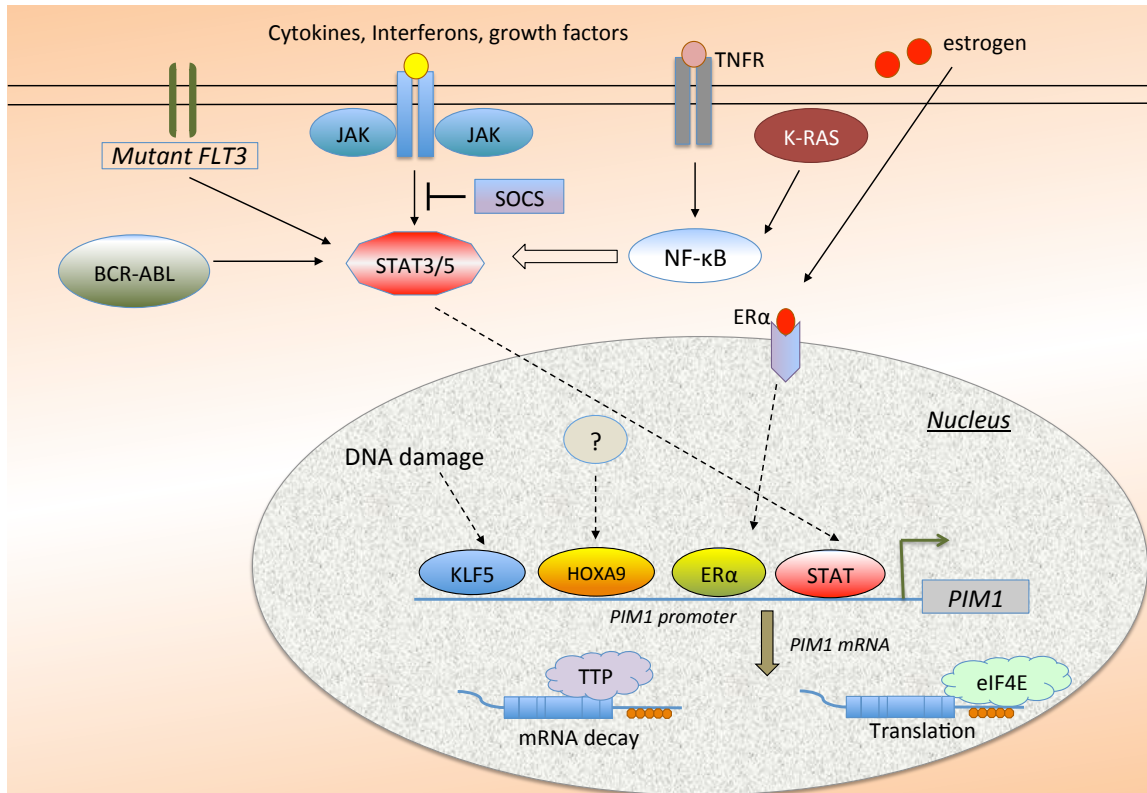 Cytokines, Interferons, growth factors
TNFR
estrogen
JAK
JAK
K-RAS
Mutant FLT3
SOCS
BCR-ABL
STAT3/5
NF-κB
ERα
Nucleus
?
DNA damage
KLF5
HOXA9
ERα
STAT
PIM1
PIM1 promoter
PIM1 mRNA
TTP
eIF4E
mRNA decay
Translation